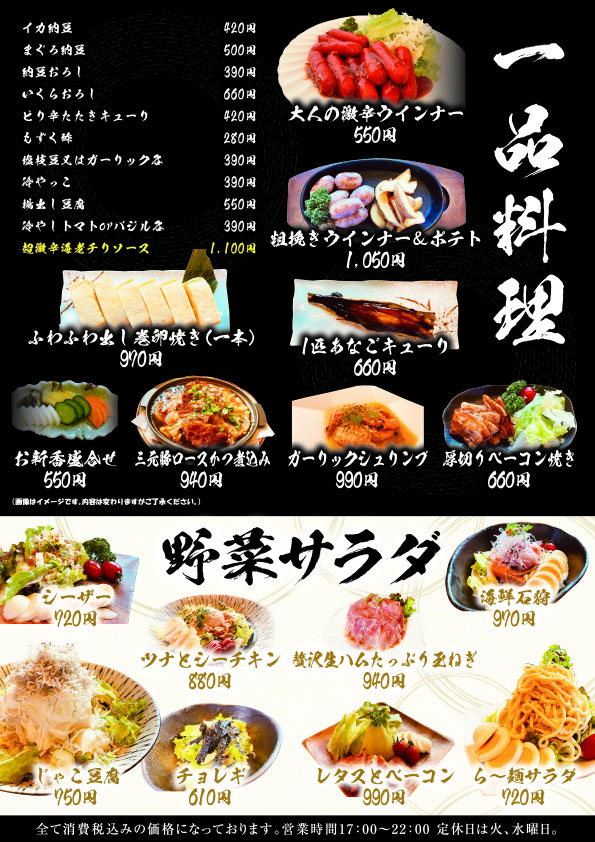 一品料理
イカ納豆 420円
まぐろ納豆 500円
納豆おろし 390円
いくらおろし 660円
とり辛たたきキューリ 420円
もずく酢 280円
塩枝豆又はガーリック各 390円
冷やっこ 390円
揚出し豆腐 550円
冷やしトマトorバジル各 390円
超激辛海老チリソース 1,100円
大人の激辛ウインナー
550円
粗挽きウインナー&ポテト
1,050円
ふわふわ出し巻卵焼き(一本)
970円
1匹あなごキューり
660円
お新香盛合せ
550円
三元豚ロースかつ煮込み
940円
ガーリックシュリンプ
990円
厚切りベーコン焼き
660円
(画像はイメージです。内容は変わりますがご了承ください。)
野菜サラダ
シーザー
720円
ツナとシーチキン
880円
贅沢生ハムたっぷり玉ねぎ
940円
海鮮石狩
970円
じゃこ豆腐
750円
チョレギ
610円
レタスとベーコン
990円
ら〜麺サラダ
720円
全て消費税込みの価格になっております。営業時間17:00〜22:00 定休日は火、水曜日。